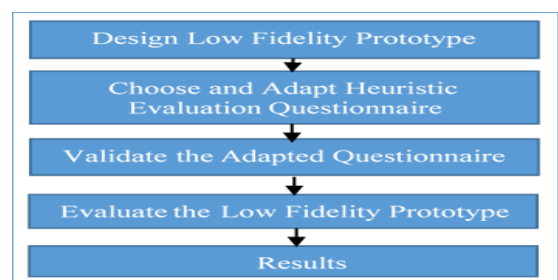 Design Low Fidelity Prototype
Choose and Adapt Heuristic
Evaluation Questionnaire
Validate the Adapted Questionnaire
Evaluate the Low Fidelity Prototype
Results